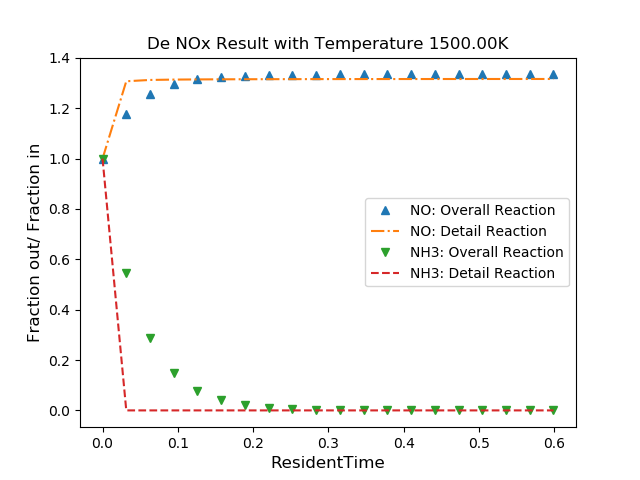 De NOx Result with Temperature 1500.00K
Fraction out/ Fraction in
1.4
1.2
1.0
0.8
0.6
0.4
0.2
0.0
NO: Overall Reaction
NO: Detail Reaction
NH3: Overall Reaction
NH3: Detail Reaction
0.0 0.1 0.2 0.3 0.4 0.5 0.6
ResidentTime